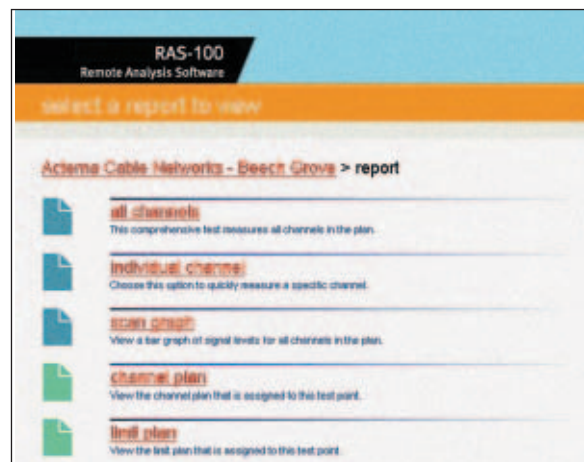 RAS-100
Remote Analysis Software
select a report to view
Acterna Cable Networks - Beech Grove > report
all channels
This comprehensive test measures all channels in the plan.
individual channel
Choose this option to quickly measure a specific channel.
scan graph
View a bar graph of signal levels for all channels in the plan.
channel plan
View the channel plan that is assigned to this test point.
limit plan
View the limit plan that is assigned to this test point.